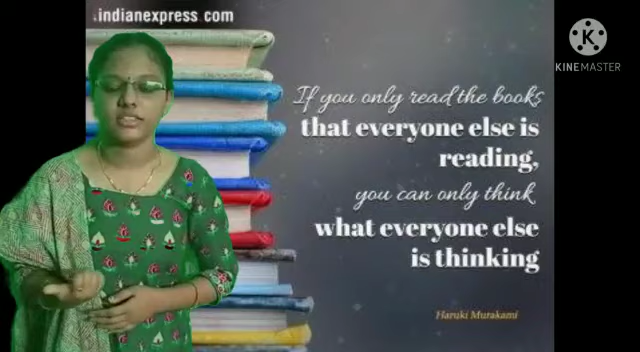 .indianexpress.com
KINEMASTER
If you only read the books
that everyone else is
reading,
you can only think
what everyone else
is thinking
Haruki Murakami